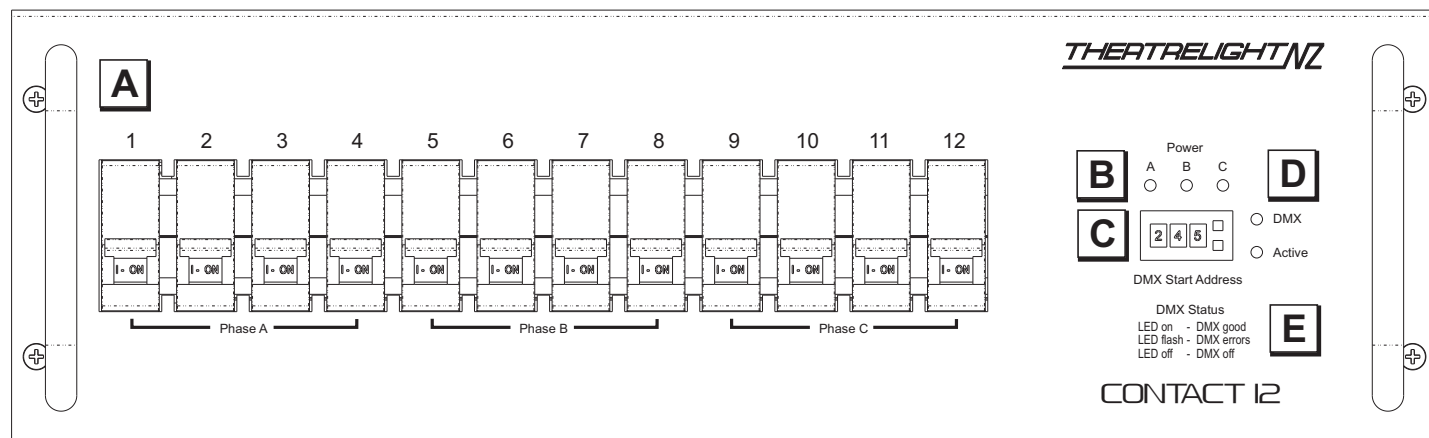 THEATRELIGHT NZ
A
1 2 3 4 5 6 7 8 9 10 11 12
I - ON I - ON I - ON I - ON I - ON I - ON I - ON I - ON I - ON I - ON I - ON I - ON
Phase A Phase B Phase C
B
Power
A B C
D
C
2 4 5
DMX
Active
DMX Start Address
DMX Status
LED on - DMX good
LED flash - DMX errors
LED off - DMX off
E
CONTACT 12